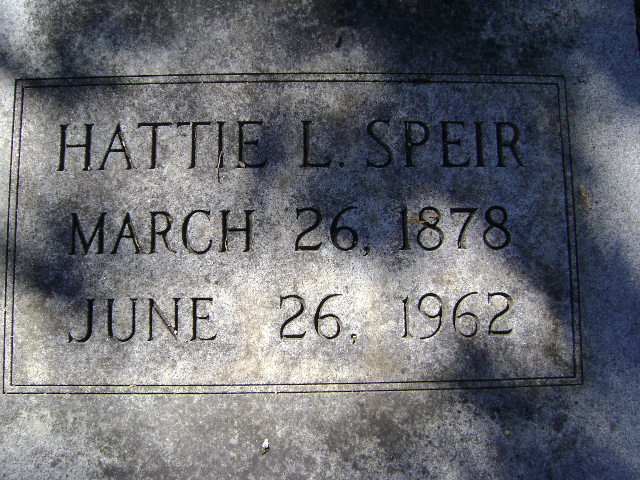 HATTIE L. SPEIR
MARCH 26, 1878
JUNE 26, 1962